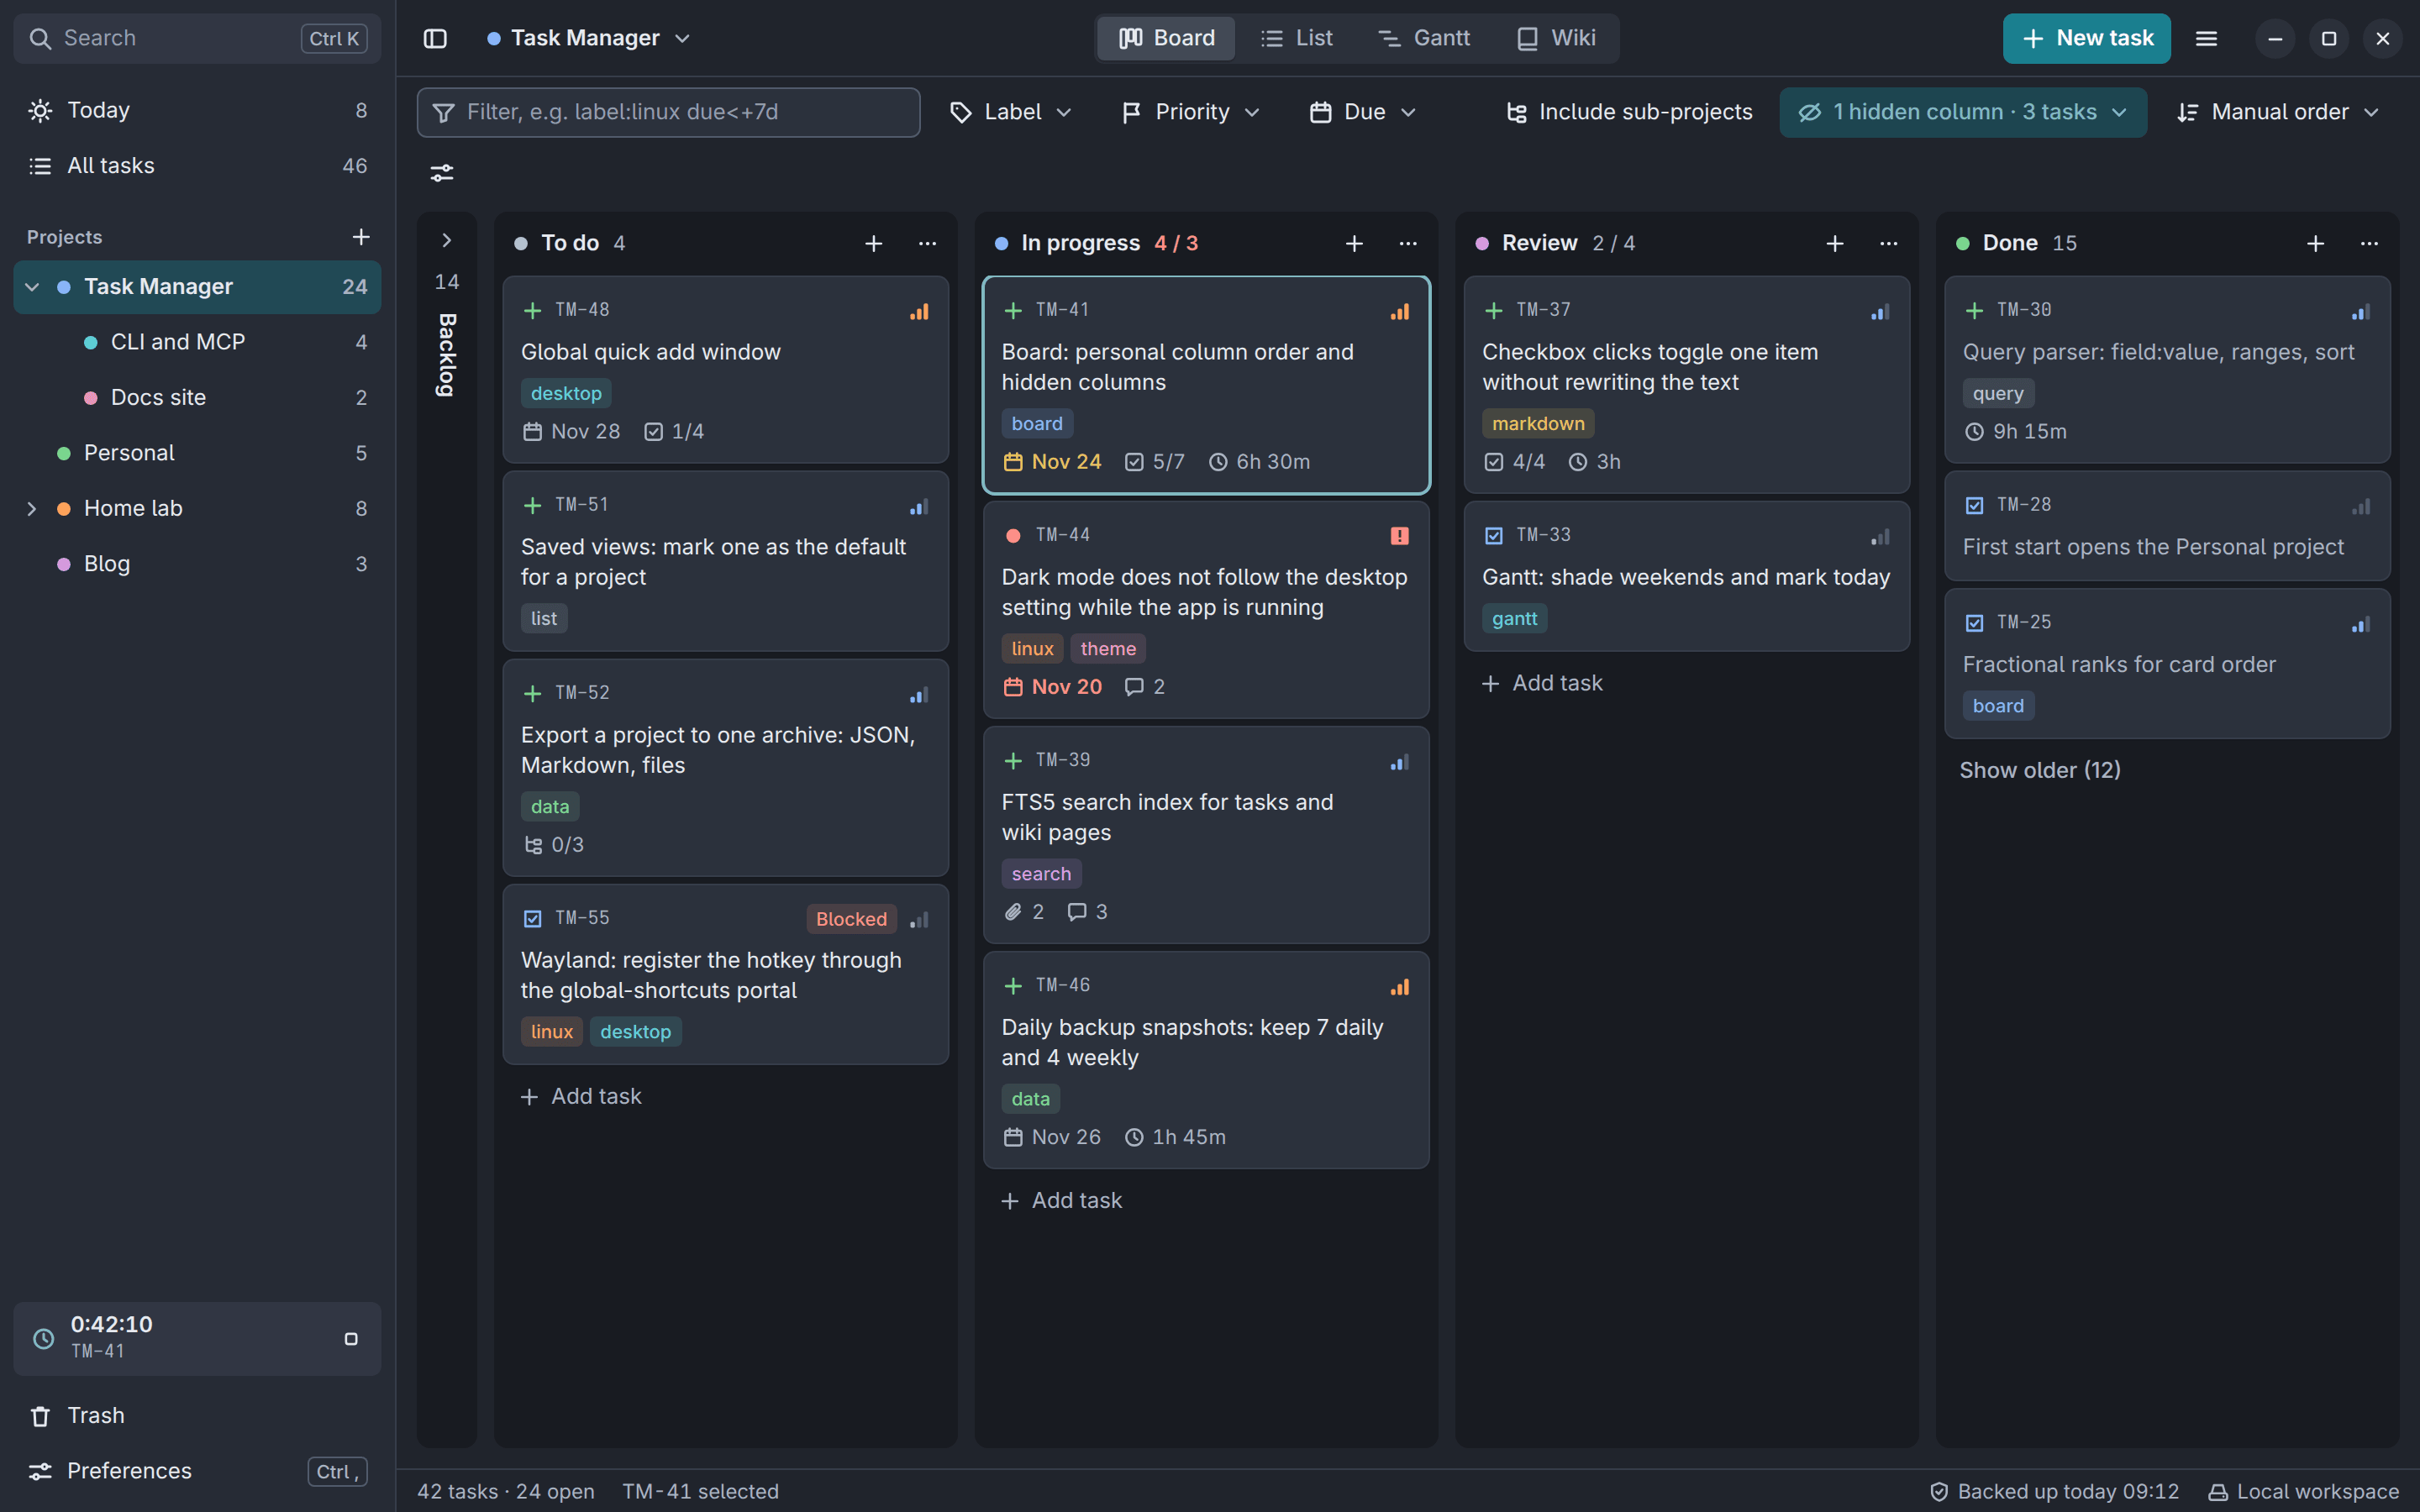 Search
Ctrl K
Today 8
All tasks 46
Projects
Task Manager 24
CLI and MCP 4
Docs site 2
Personal 5
Home lab 8
Blog 3
0:42:10
TM-41
Trash
Preferences Ctrl ,
Task Manager
Board
List
Gantt
Wiki
New task
Filter, e.g. label:linux due<+7d
Label
Priority
Due
Include sub-projects
1 hidden column · 3 tasks
Manual order
14
Backlog
To do 4
TM-48
Global quick add window
desktop
Nov 28 1/4
TM-51
Saved views: mark one as the default
for a project
list
TM-52
Export a project to one archive: JSON,
Markdown, files
data
0/3
TM-55 Blocked
Wayland: register the hotkey through
the global-shortcuts portal
linux desktop
Add task
In progress 4 / 3
TM-41
Board: personal column order and
hidden columns
board
Nov 24 5/7 6h 30m
TM-44
Dark mode does not follow the desktop
setting while the app is running
linux theme
Nov 20 2
TM-39
FTS5 search index for tasks and
wiki pages
search
2 3
TM-46
Daily backup snapshots: keep 7 daily
and 4 weekly
data
Nov 26 1h 45m
Add task
Review 2 / 4
TM-37
Checkbox clicks toggle one item
without rewriting the text
markdown
4/4 3h
TM-33
Gantt: shade weekends and mark today
gantt
Add task
Done 15
TM-30
Query parser: field:value, ranges, sort
query
9h 15m
TM-28
First start opens the Personal project
TM-25
Fractional ranks for card order
board
Show older (12)
42 tasks · 24 open TM-41 selected
Backed up today 09:12 Local workspace